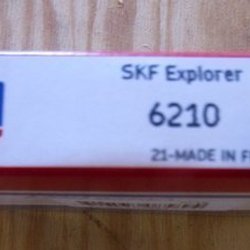 SKF Explorer
6210
21-MADE IN F